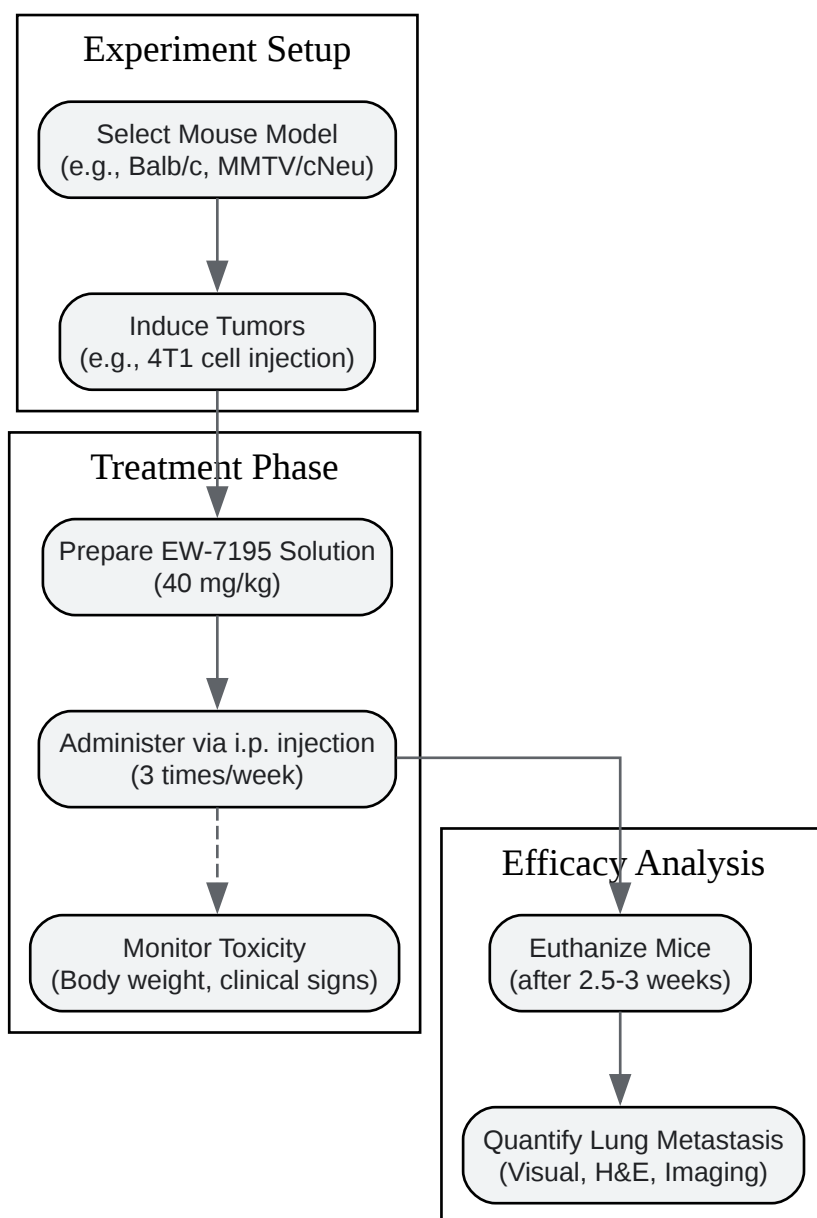 Experiment Setup
Select Mouse Model
(e.g., Balb/c, MMTV/cNeu)
Induce Tumors
(e.g., 4T1 cell injection)
Treatment Phase
Prepare EW-7195 Solution
(40 mg/kg)
Administer via i.p. injection
(3 times/week)
Monitor Toxicity
(Body weight, clinical signs)
Efficacy Analysis
Euthanize Mice
(after 2.5-3 weeks)
Quantify Lung Metastasis
(Visual, H&E, Imaging)